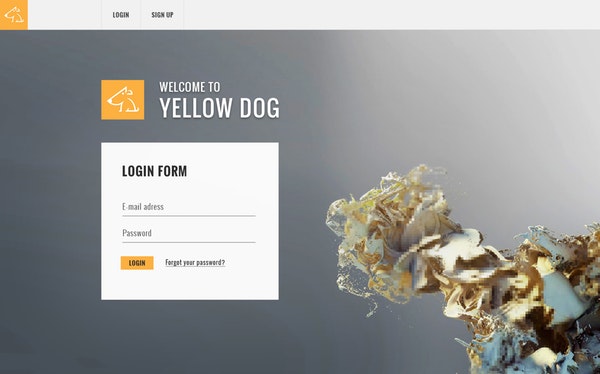 LOGIN
SIGN UP
WELCOME TO
YELLOW DOG
LOGIN FORM
E-mail adress
Password
LOGIN
Forgot your password?